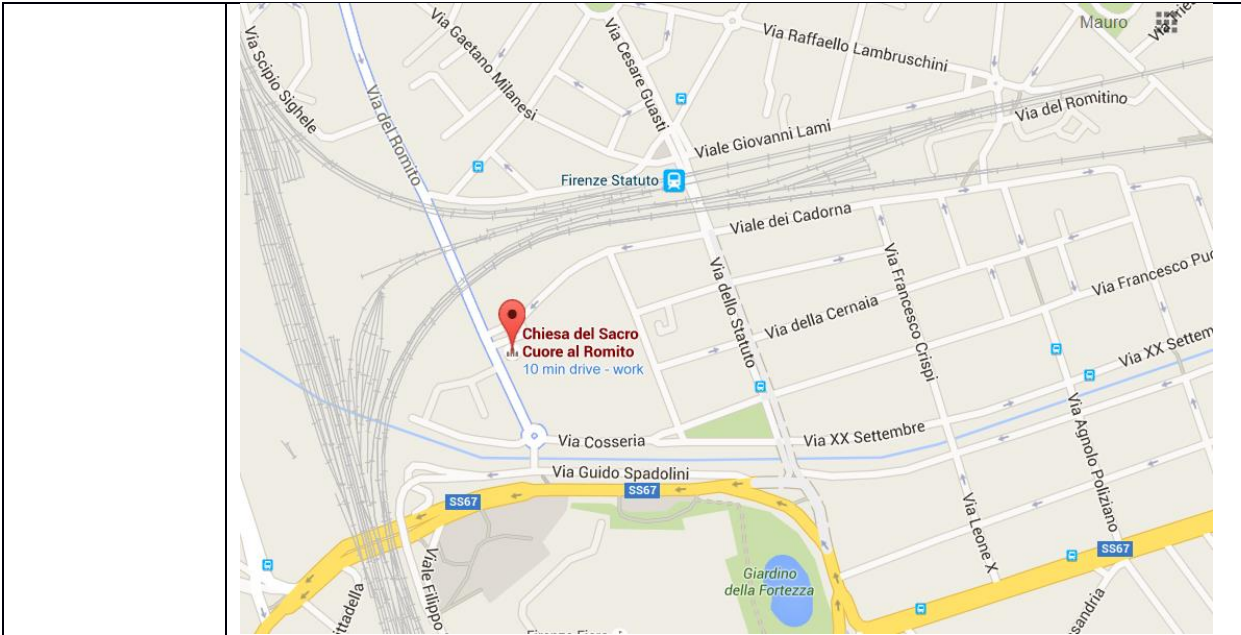 Via Gaetano Milanesi
Via Cesare Guasti
Via Raffaello Lambruschini
Mauro
Via Scipio Sighele
Via del Romito
Via del Romitino
Viale Giovanni Lami
Firenze Statuto
Viale dei Cadorna
Via dello Statuto
Via Francesco Crispi
Via Francesco Puc
Via della Cernaia
Chiesa del Sacro
Cuore al Romito
10 min drive - work
Via XX Settem
Via Cosseria
Via XX Settembre
Via Agnolo Poliziano
Via Guido Spadolini
SS67
SS67
Via Leone X
SS67
Viale Filippo
Giardino
della Fortezza
ittadella
sandria